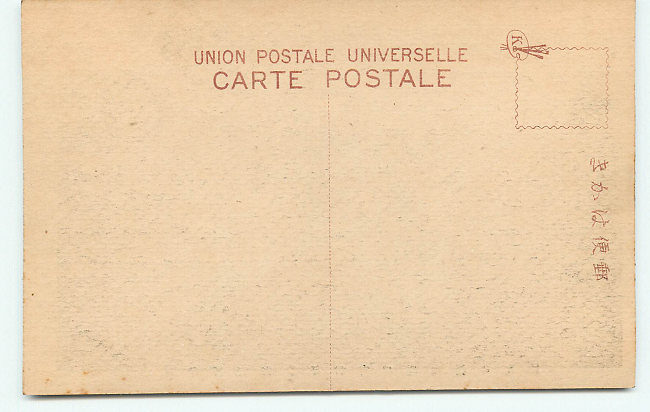 K
UNION POSTALE UNIVERSELLE
CARTE POSTALE
郵便はかき